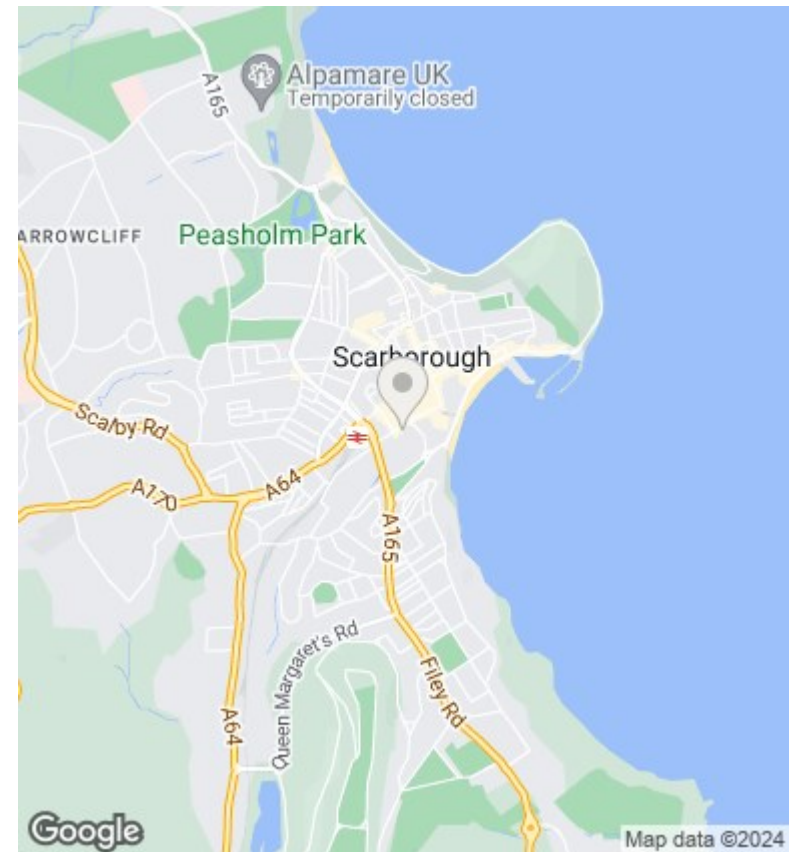 A165
Alpamare UK
Temporarily closed
ARROWCLIFF
Peasholm Park
Scarborough
Scalby Rd
A64
A170
A165
Queen Margaret's Rd
Filey Rd
A64
Google
Map data ©2024